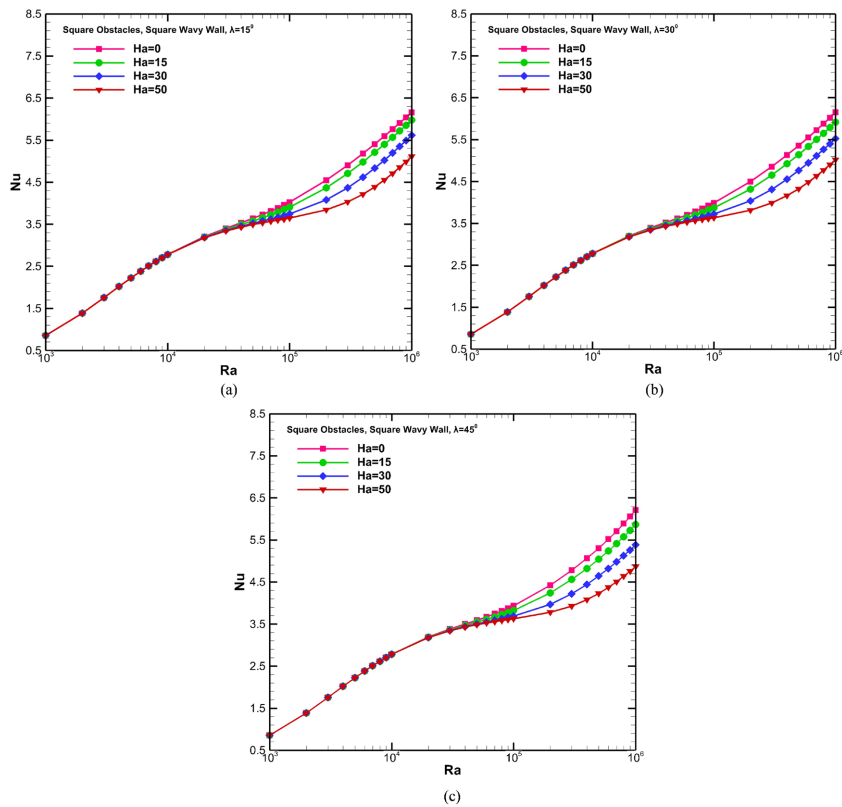 8.5
Square Obstacles, Square Wavy Wall, λ=15⁰
Ha=0
Ha=15
Ha=30
Ha=50
7.5
6.5
5.5
4.5
3.5
2.5
1.5
0.5
Nu
10³
10⁴
10⁵
10⁶
Ra
(a)
8.5
Square Obstacles, Square Wavy Wall, λ=30⁰
Ha=0
Ha=15
Ha=30
Ha=50
7.5
6.5
5.5
4.5
3.5
2.5
1.5
0.5
Nu
10³
10⁴
10⁵
10⁶
Ra
(b)
8.5
Square Obstacles, Square Wavy Wall, λ=45⁰
Ha=0
Ha=15
Ha=30
Ha=50
7.5
6.5
5.5
4.5
3.5
2.5
1.5
0.5
Nu
10³
10⁴
10⁵
10⁶
Ra
(c)